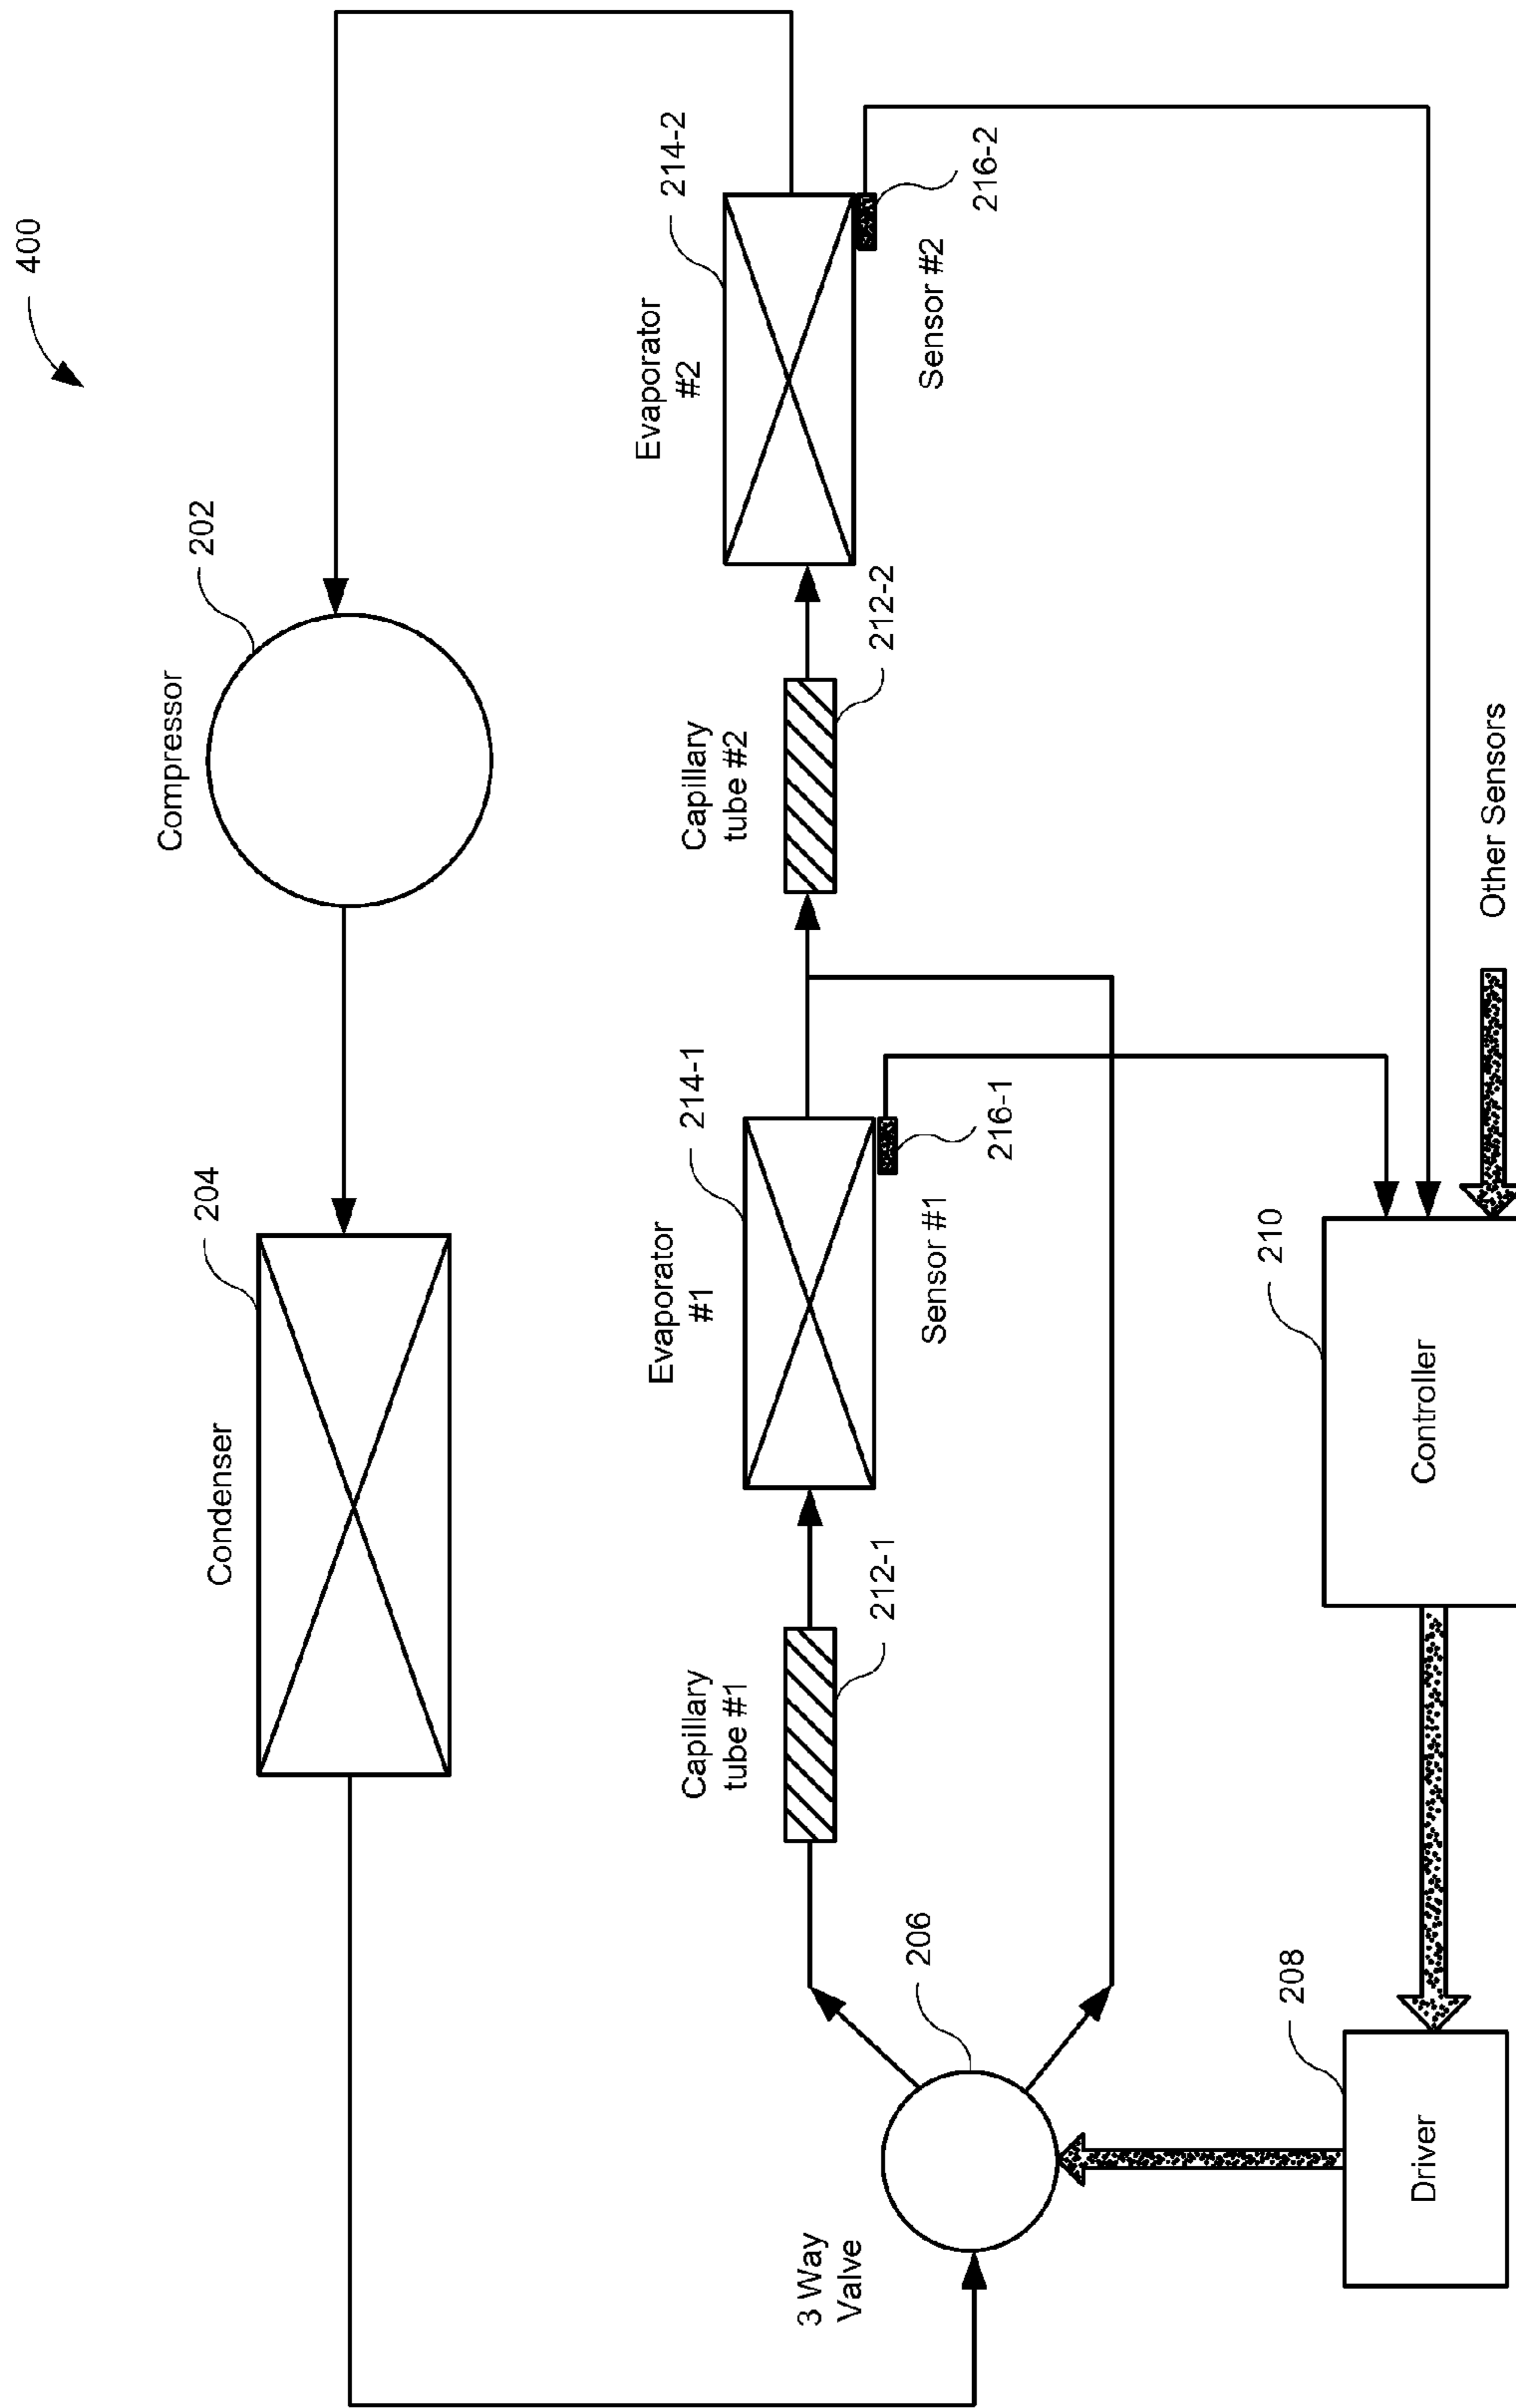 400
Compressor
202
Condenser
204
Evaporator
#2
214-2
Sensor #2
216-2
Capillary
tube #2
212-2
Evaporator
#1
214-1
Sensor #1
216-1
Capillary
tube #1
212-1
3 Way
Valve
206
Other Sensors
Controller
210
Driver
208